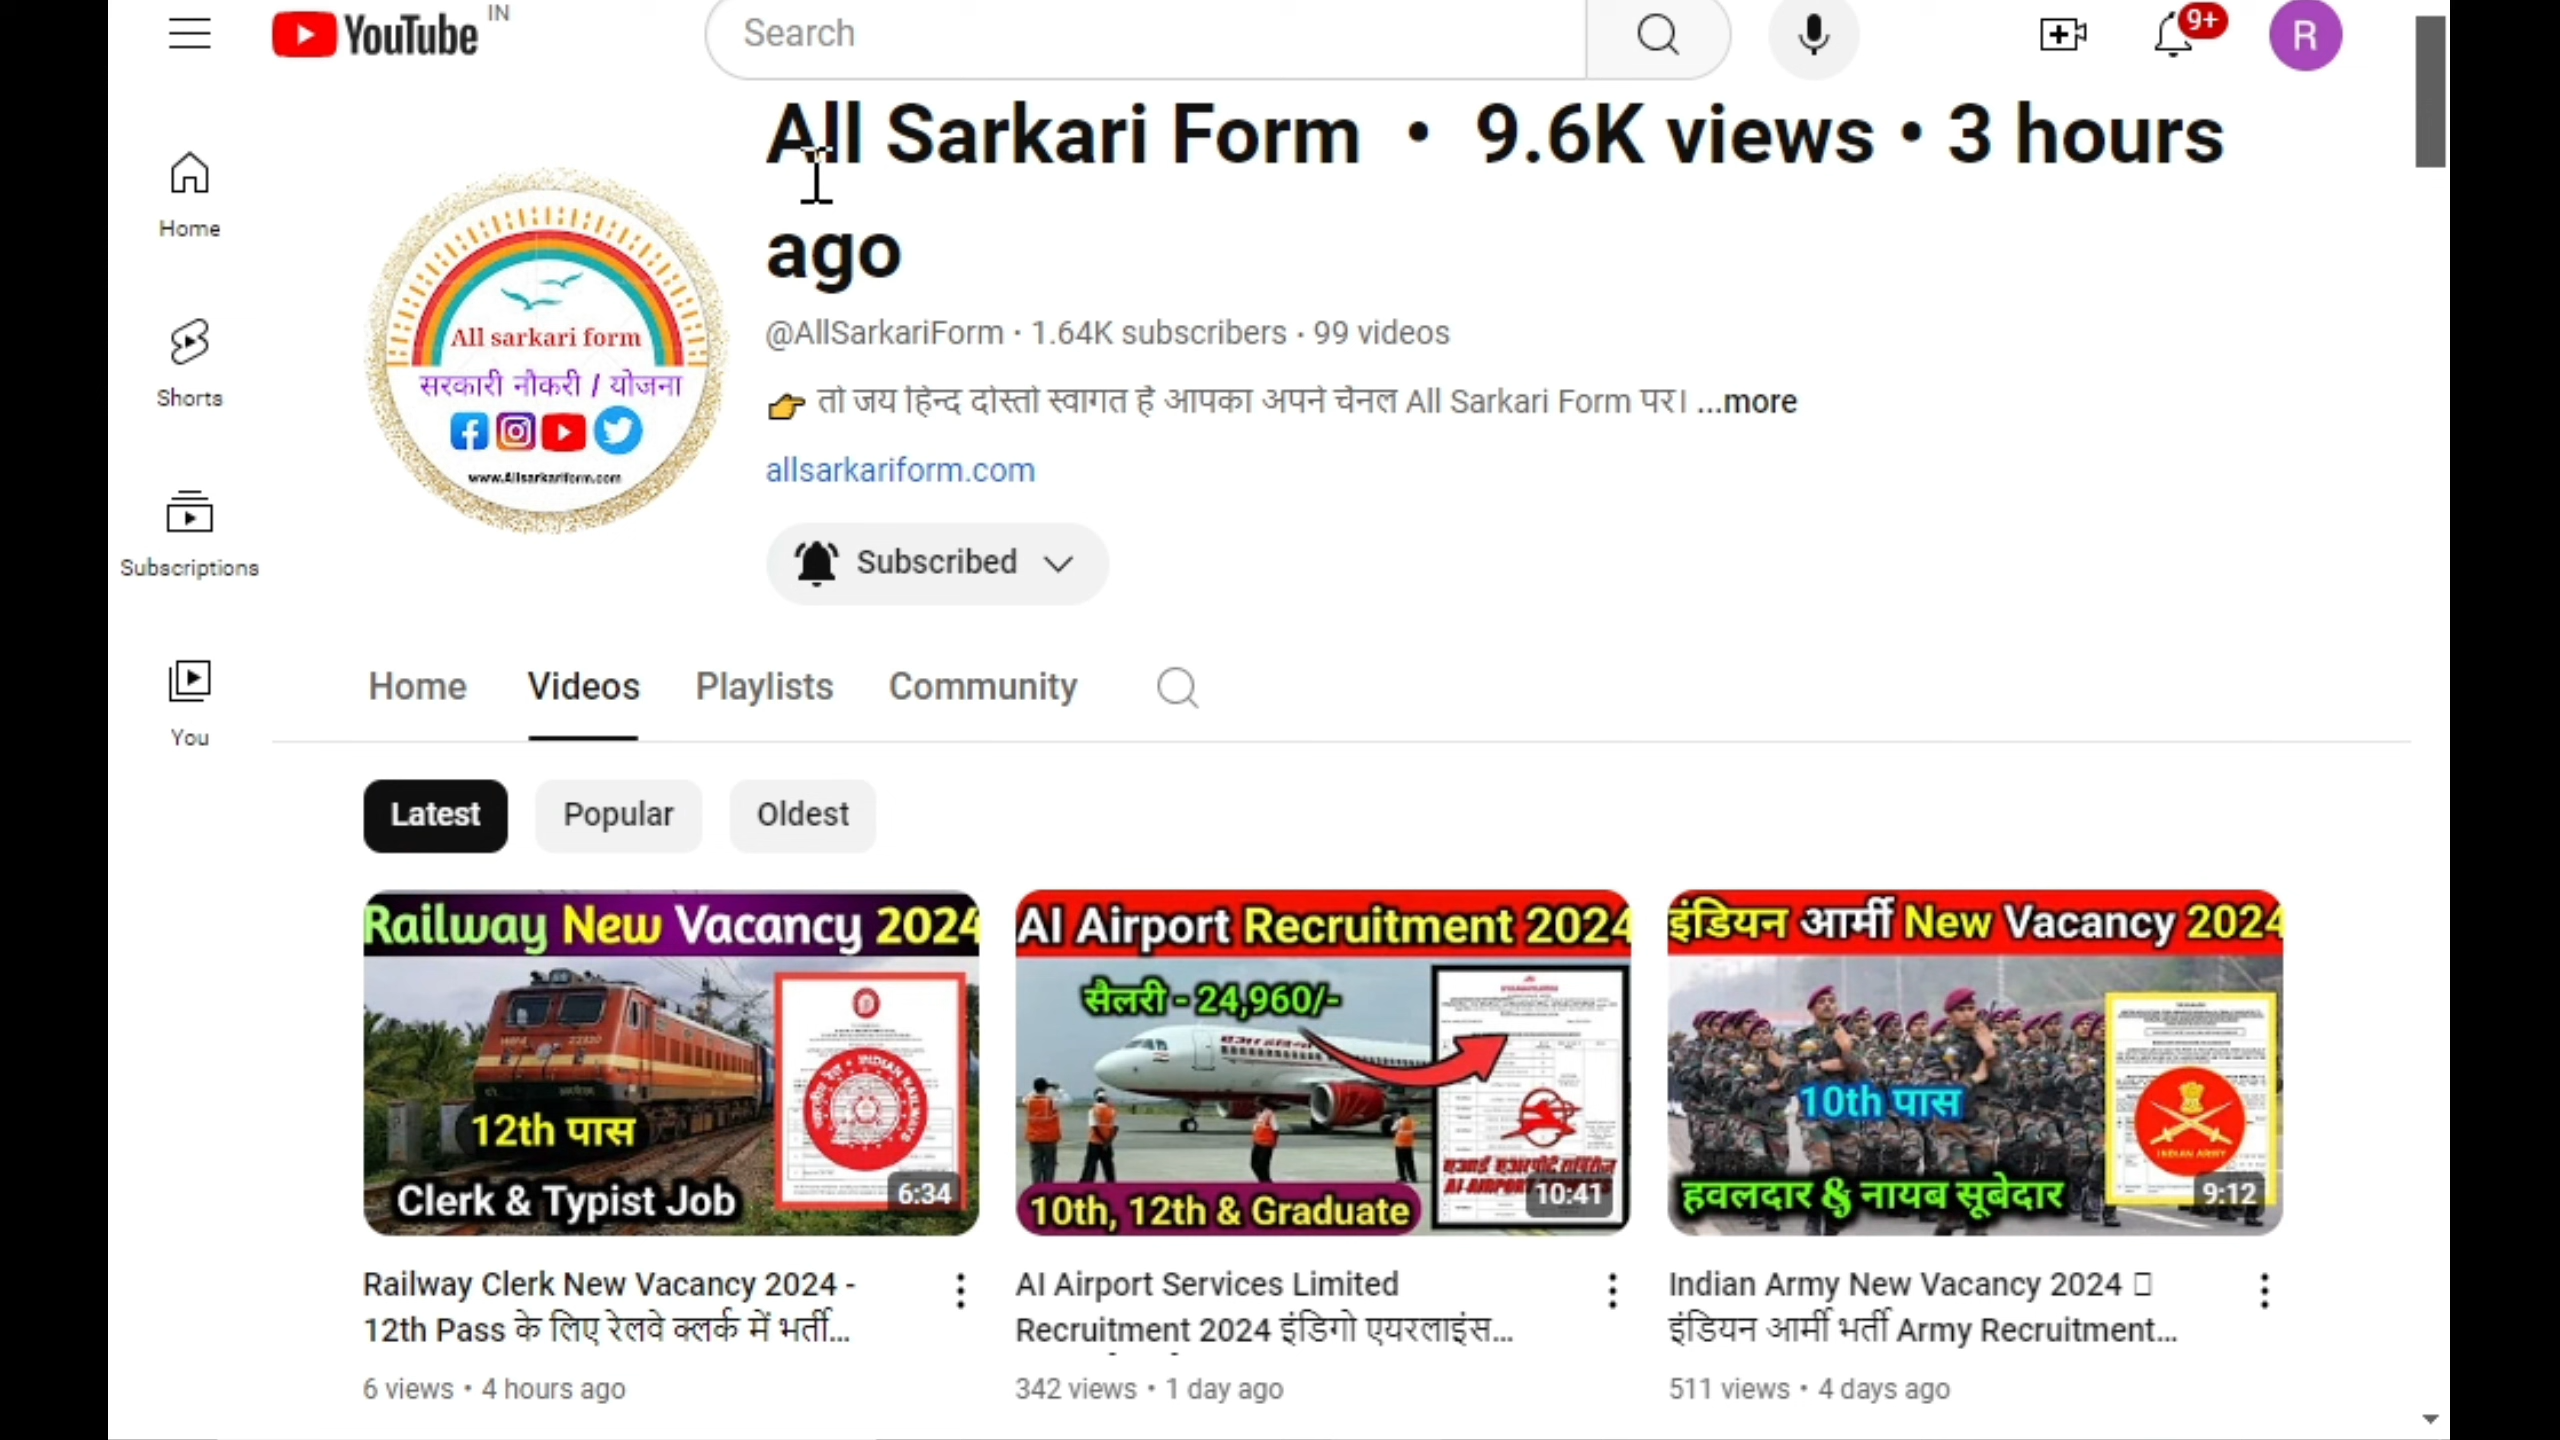 YouTube IN
Search
9+
R
All Sarkari Form • 9.6K views • 3 hours
ago
@AllSarkariForm · 1.64K subscribers · 99 videos
👉 तो जय हिन्द दोस्तो स्वागत है आपका अपने चैनल All Sarkari Form पर। ...more
allsarkariform.com
Subscribed
All sarkari form
सरकारी नौकरी / योजना
www.Allsarkariform.com
Home
Shorts
Subscriptions
You
Home Videos Playlists Community
Latest Popular Oldest
Railway New Vacancy 2024
12th पास
Clerk & Typist Job
6:34
AI Airport Recruitment 2024
सैलरी - 24,960/-
10th, 12th & Graduate
10:41
इंडियन आर्मी New Vacancy 2024
10th पास
INDIAN ARMY
हवलदार & नायब सूबेदार
9:12
Railway Clerk New Vacancy 2024 -
12th Pass के लिए रेलवे क्लर्क में भर्ती...
6 views • 4 hours ago
AI Airport Services Limited
Recruitment 2024 इंडिगो एयरलाइंस...
342 views • 1 day ago
Indian Army New Vacancy 2024
इंडियन आर्मी भर्ती Army Recruitment...
511 views • 4 days ago